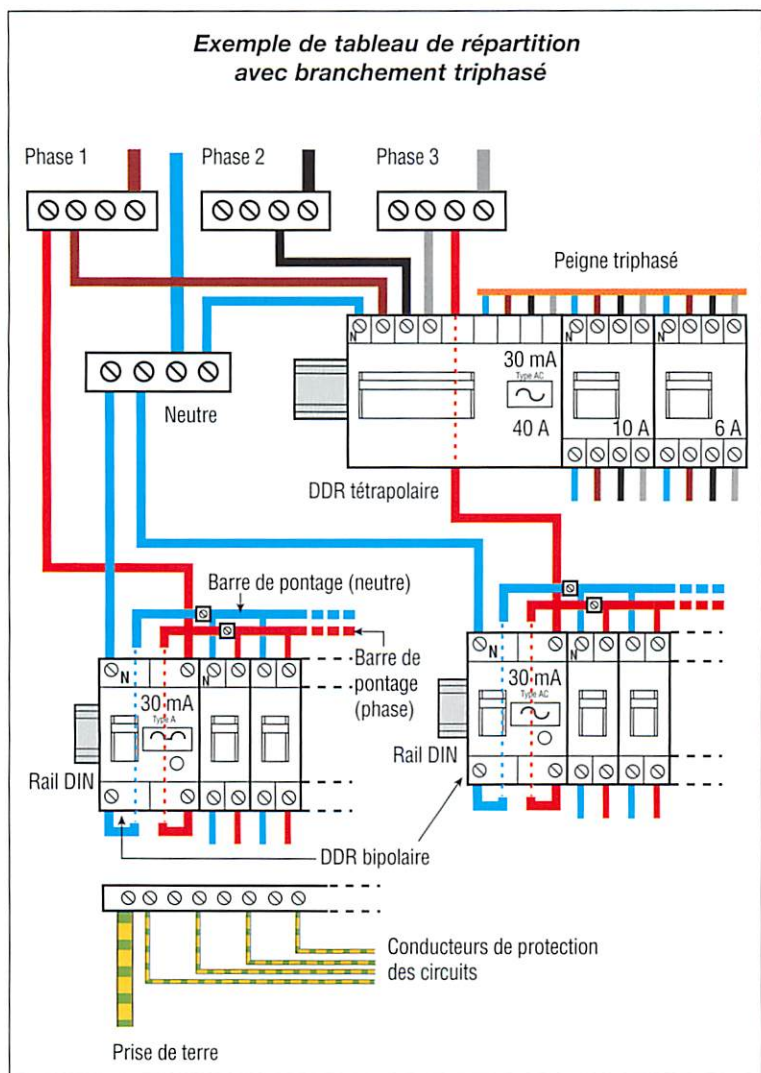 Exemple de tableau de répartition
avec branchement triphasé
Phase 1
Phase 2
Phase 3
Peigne triphasé
N
N
N
30 mA
Type AC
40 A
10 A
6 A
Neutre
DDR tétrapolaire
Barre de pontage (neutre)
Barre de
pontage
(phase)
N
30 mA
Type A
N
Rail DIN
N
30 mA
Type AC
N
Rail DIN
DDR bipolaire
Conducteurs de protection
des circuits
Prise de terre